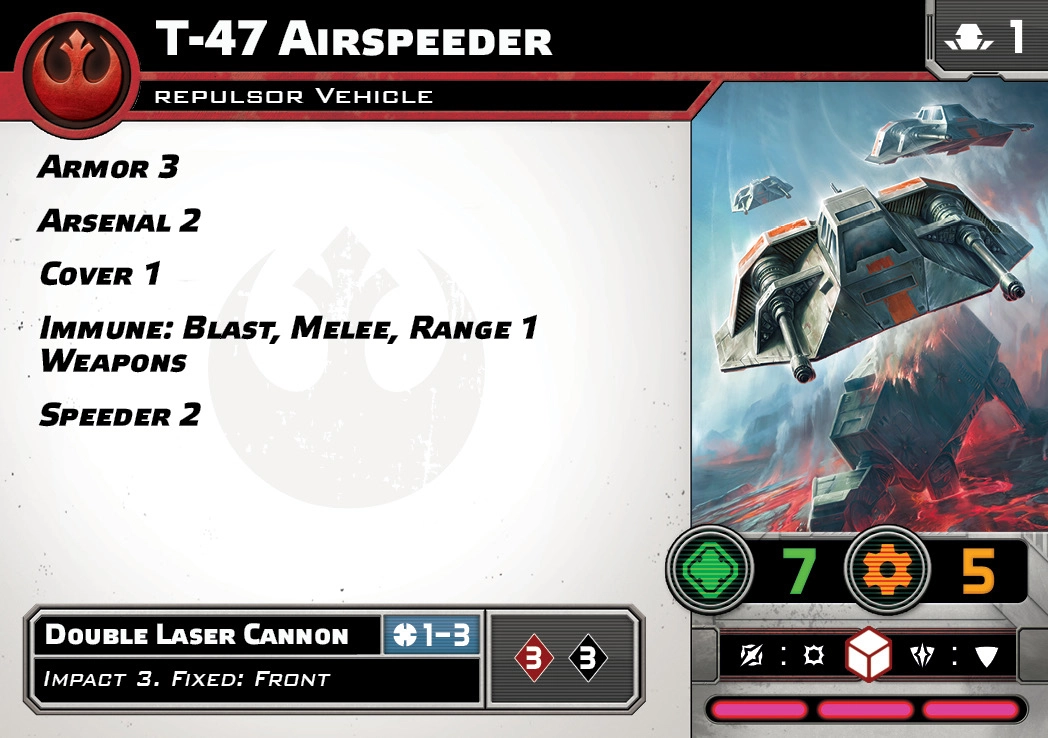 T-47 Airspeeder
1
Repulsor Vehicle
Armor 3
Arsenal 2
Cover 1
Immune: Blast, Melee, Range 1
Weapons
Speeder 2
7
5
Double Laser Cannon
1-3
3
3
Impact 3. Fixed: Front
:
: